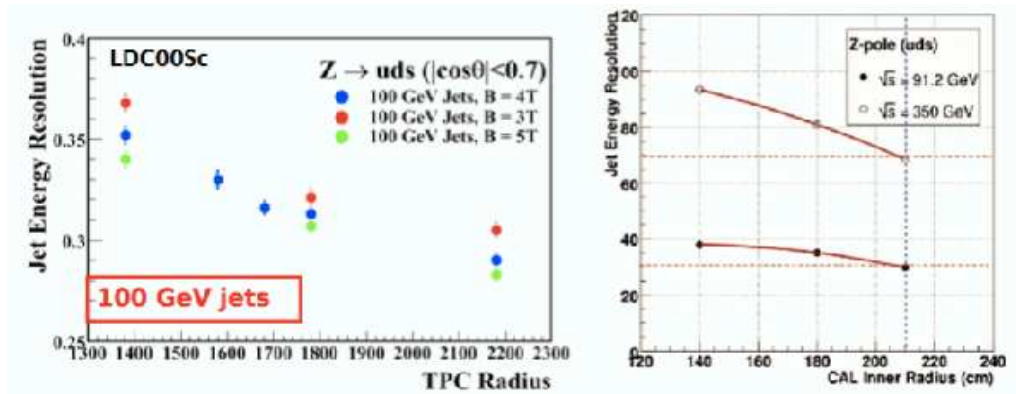 LDC00Sc
Z → uds (|cosθ|<0.7)
100 GeV Jets, B = 4T
100 GeV Jets, B = 3T
100 GeV Jets, B = 5T
100 GeV jets
Jet Energy Resolution
0.4
0.35
0.3
0.25
1300 1400 1500 1600 1700 1800 1900 2000 2100 2200 2300
TPC Radius
Jet Energy Resolution
120
100
80
60
40
20
0
Z-pole (uds)
√s = 91.2 GeV
√s = 350 GeV
120 140 160 180 200 220 240
CAL Inner Radius (cm)